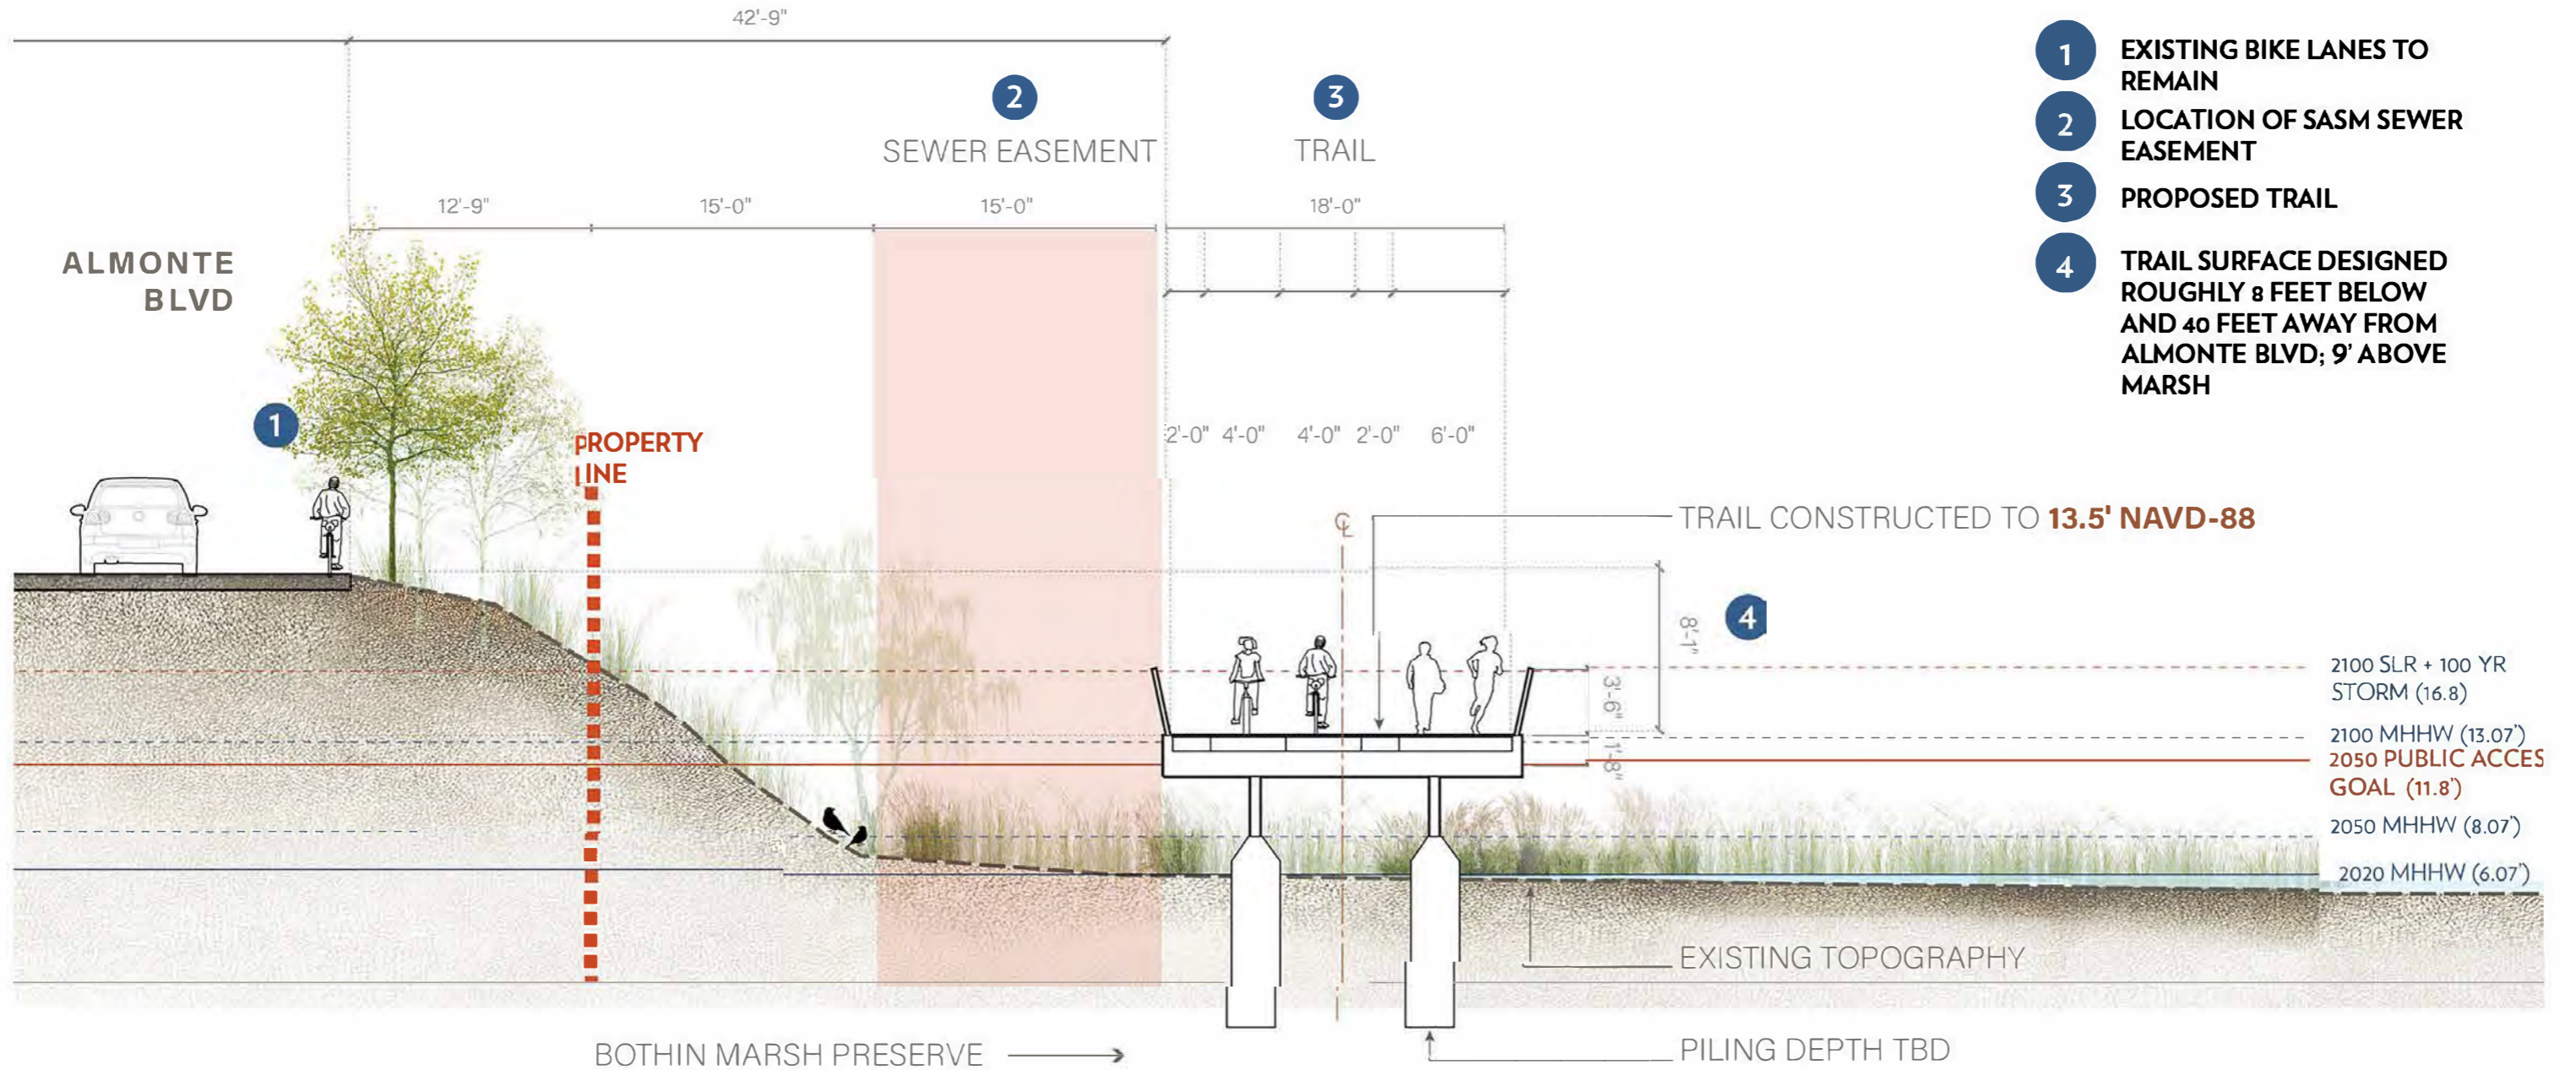 42'-9"
1 EXISTING BIKE LANES TO
REMAIN
2 LOCATION OF SASM SEWER
EASEMENT
3 PROPOSED TRAIL
4 TRAIL SURFACE DESIGNED
ROUGHLY 8 FEET BELOW
AND 40 FEET AWAY FROM
ALMONTE BLVD; 9' ABOVE
MARSH
2
SEWER EASEMENT
3
TRAIL
12'-9"
15'-0"
15'-0"
18'-0"
ALMONTE
BLVD
1
PROPERTY
LINE
2'-0" 4'-0" 4'-0" 2'-0" 6'-0"
CL
TRAIL CONSTRUCTED TO 13.5' NAVD-88
8'-1"
4
3'-6"
1'-8"
2100 SLR + 100 YR
STORM (16.8)
2100 MHHW (13.07')
2050 PUBLIC ACCES
GOAL (11.8')
2050 MHHW (8.07')
2020 MHHW (6.07')
EXISTING TOPOGRAPHY
BOTHIN MARSH PRESERVE
PILING DEPTH TBD